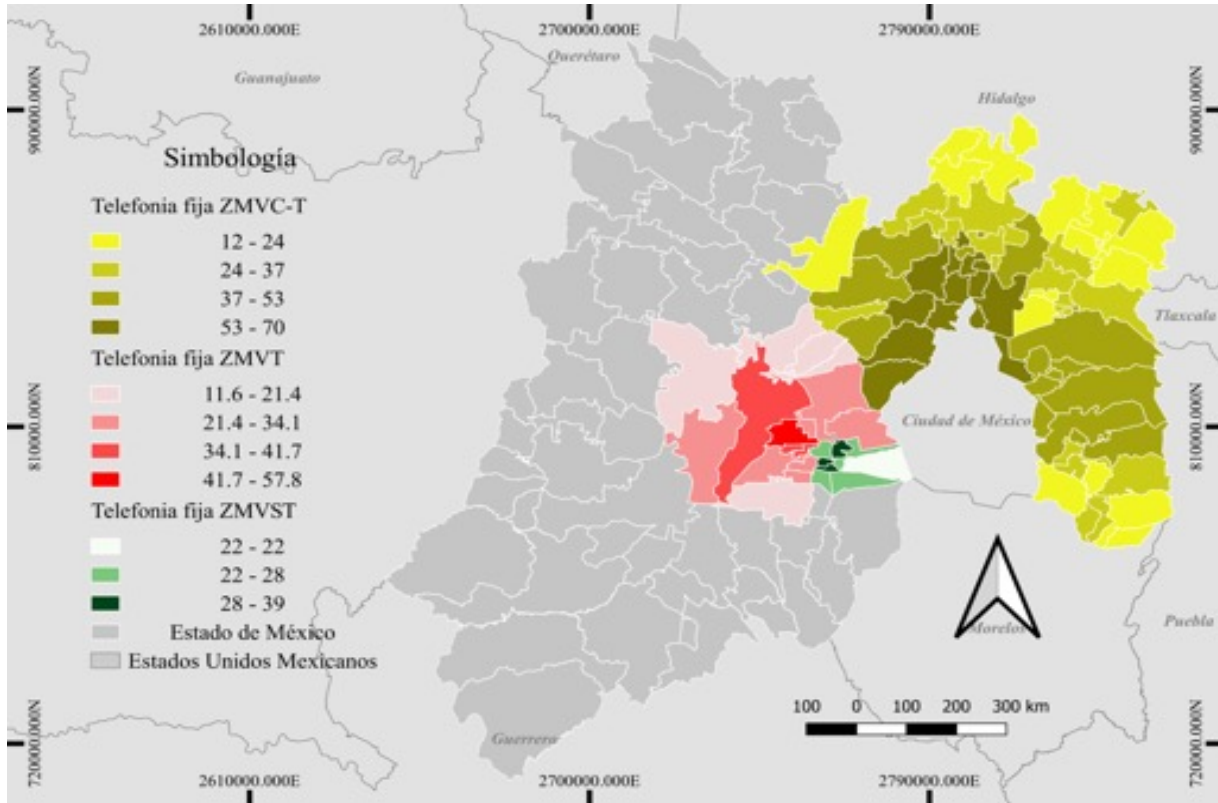 2610000.000E 2700000.000E 2790000.000E
Querétaro
Guanajuato
Hidalgo
900000.000N 900000.000N
Simbología
Telefonia fija ZMVC-T
12 - 24
24 - 37
37 - 53
53 - 70
Telefonia fija ZMVT
11.6 - 21.4
21.4 - 34.1
34.1 - 41.7
41.7 - 57.8
Telefonia fija ZMVST
22 - 22
22 - 28
28 - 39
Estado de México
Estados Unidos Mexicanos
Tlaxcala
Ciudad de México
810000.000N 810000.000N
Puebla
Morelos
100 0 100 200 300 km
Guerrero
720000.000N 720000.000N
2610000.000E 2700000.000E 2790000.000E